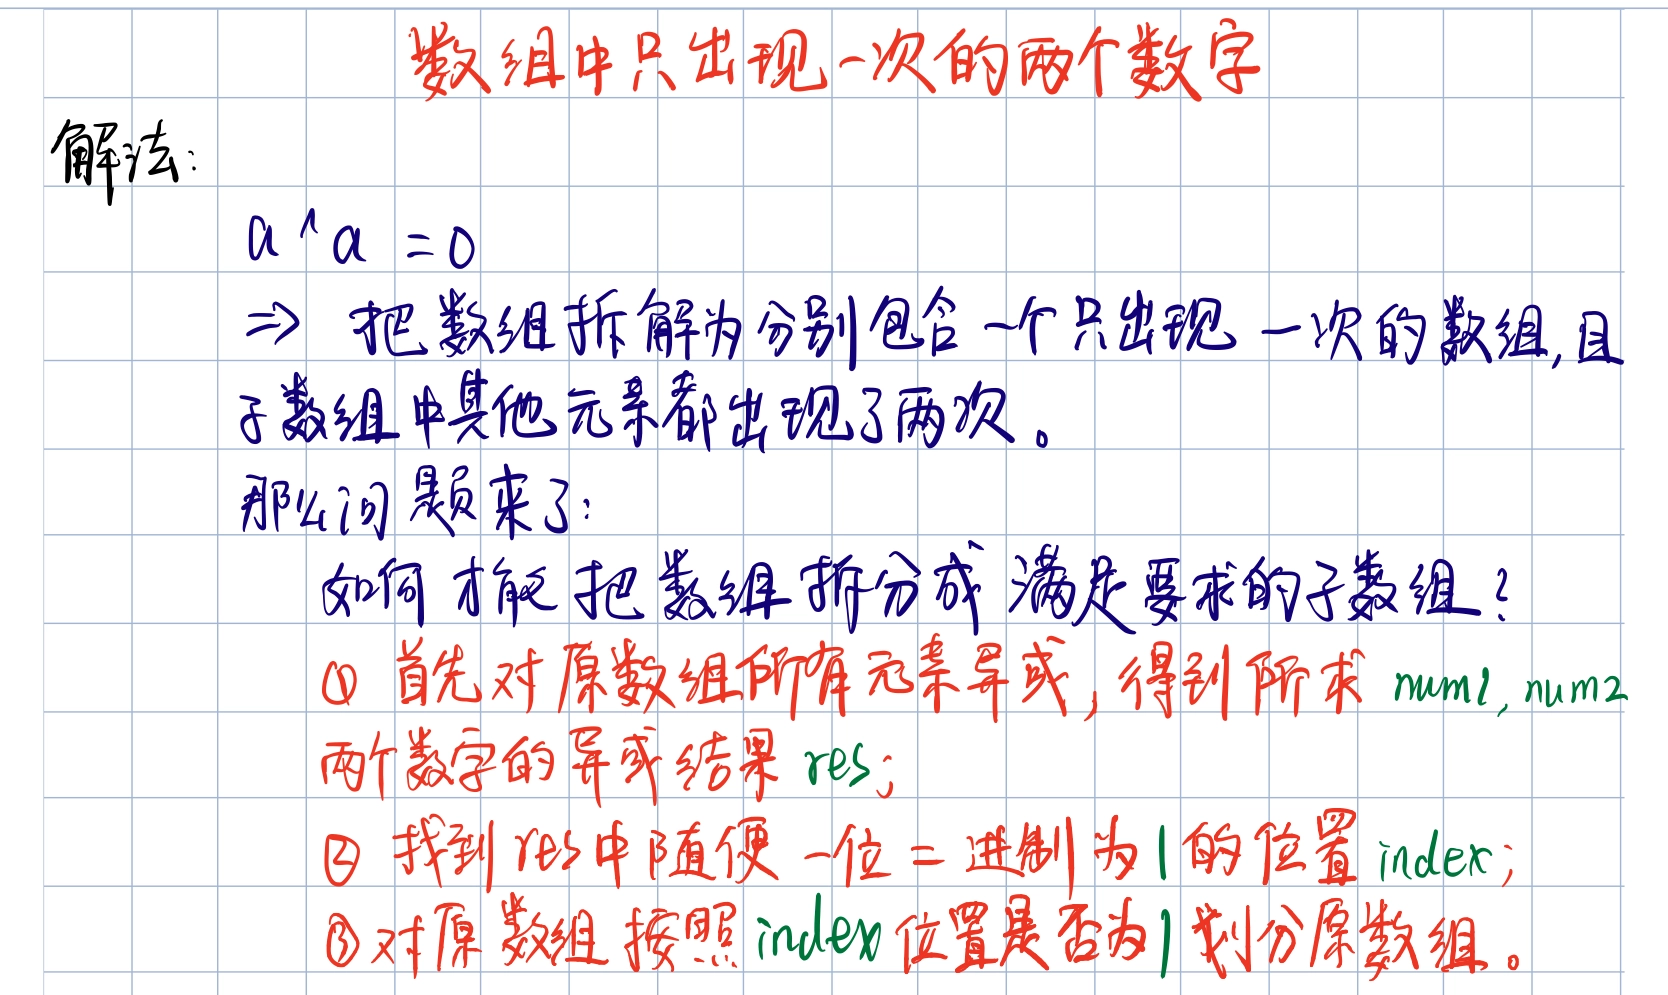 数组中只出现一次的两个数字
解法:
a ^ a = 0
=> 把数组拆解为分别包含一个只出现一次的数组,且
子数组中其他元素都出现了两次。
那么问题来了:
如何才能把数组拆分成满足要求的子数组?
① 首先对原数组所有元素异或,得到所求 num1, num2
两个数字的异或结果 res;
② 找到 res中随便一位二进制为1的位置 index;
③ 对原数组按照 index 位置是否为1划分原数组。